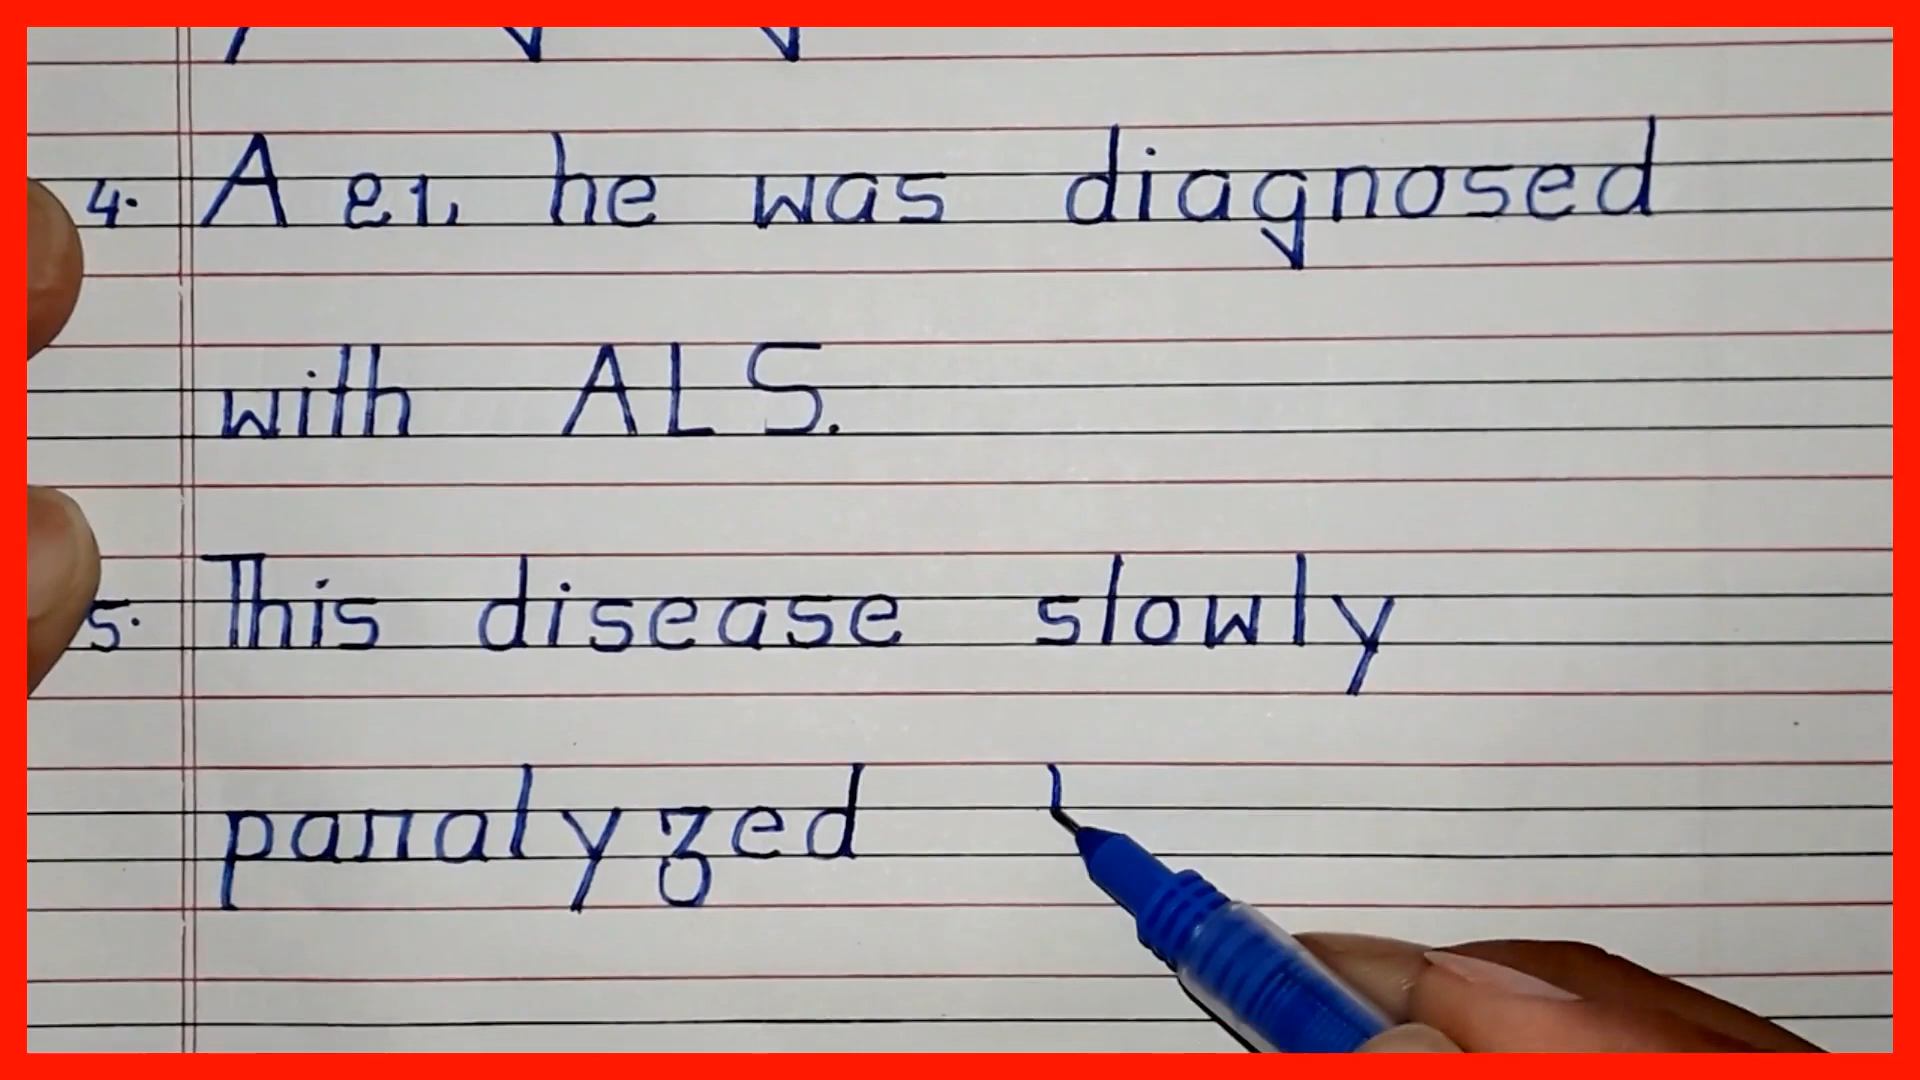 4. A 21, he was diagnosed
with ALS.
5. This disease slowly
paralyzed